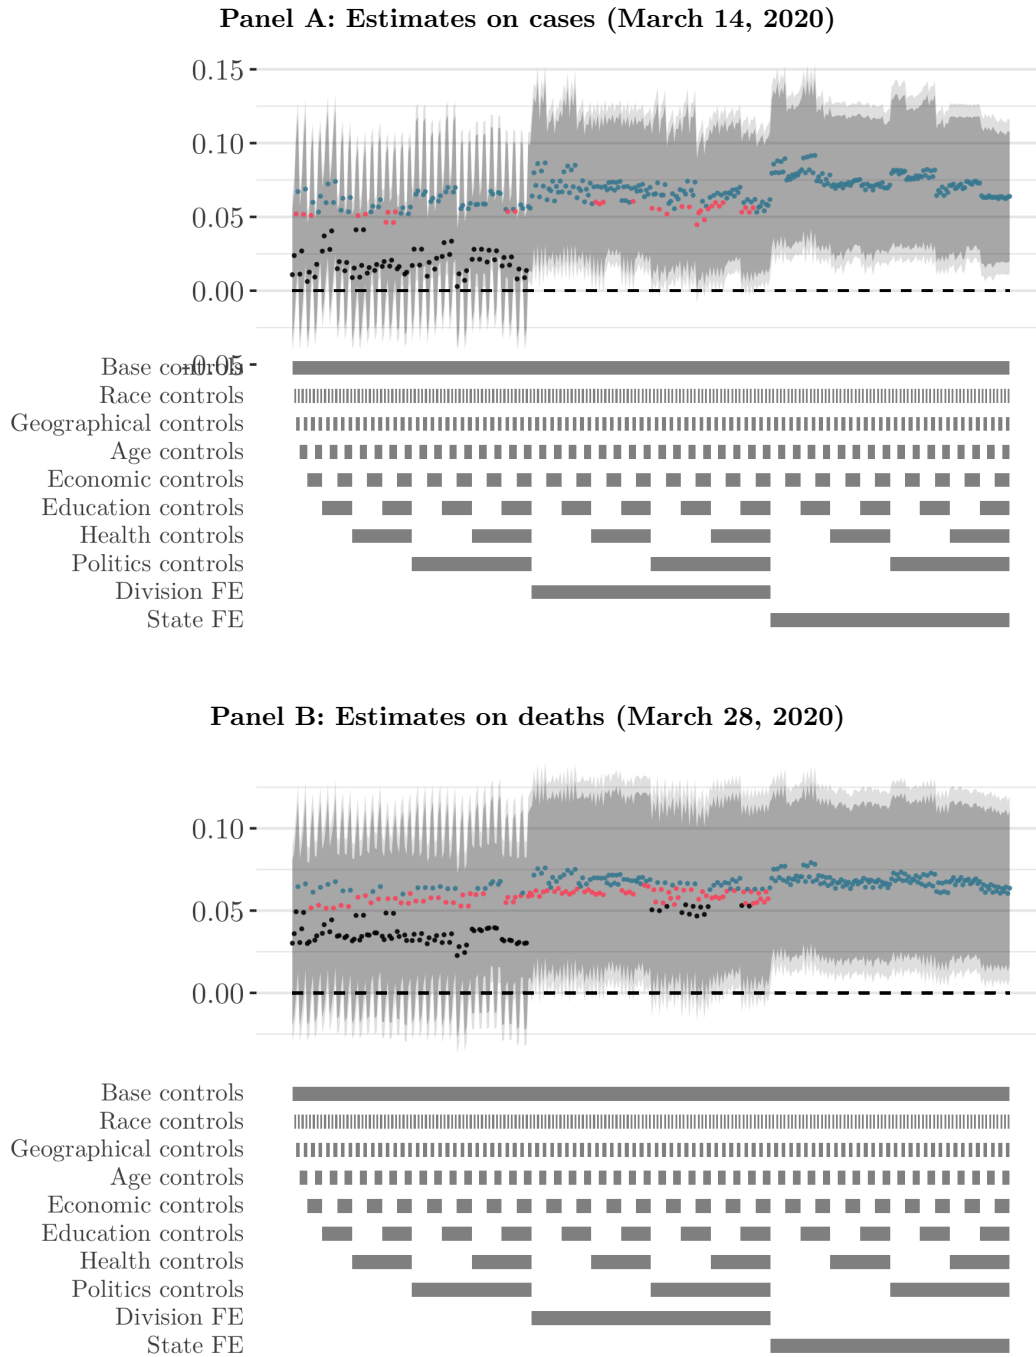 Panel A: Estimates on cases (March 14, 2020)
0.15
0.10
0.05
0.00
-0.05
Base controls
Race controls
Geographical controls
Age controls
Economic controls
Education controls
Health controls
Politics controls
Division FE
State FE
Panel B: Estimates on deaths (March 28, 2020)
0.10
0.05
0.00
Base controls
Race controls
Geographical controls
Age controls
Economic controls
Education controls
Health controls
Politics controls
Division FE
State FE